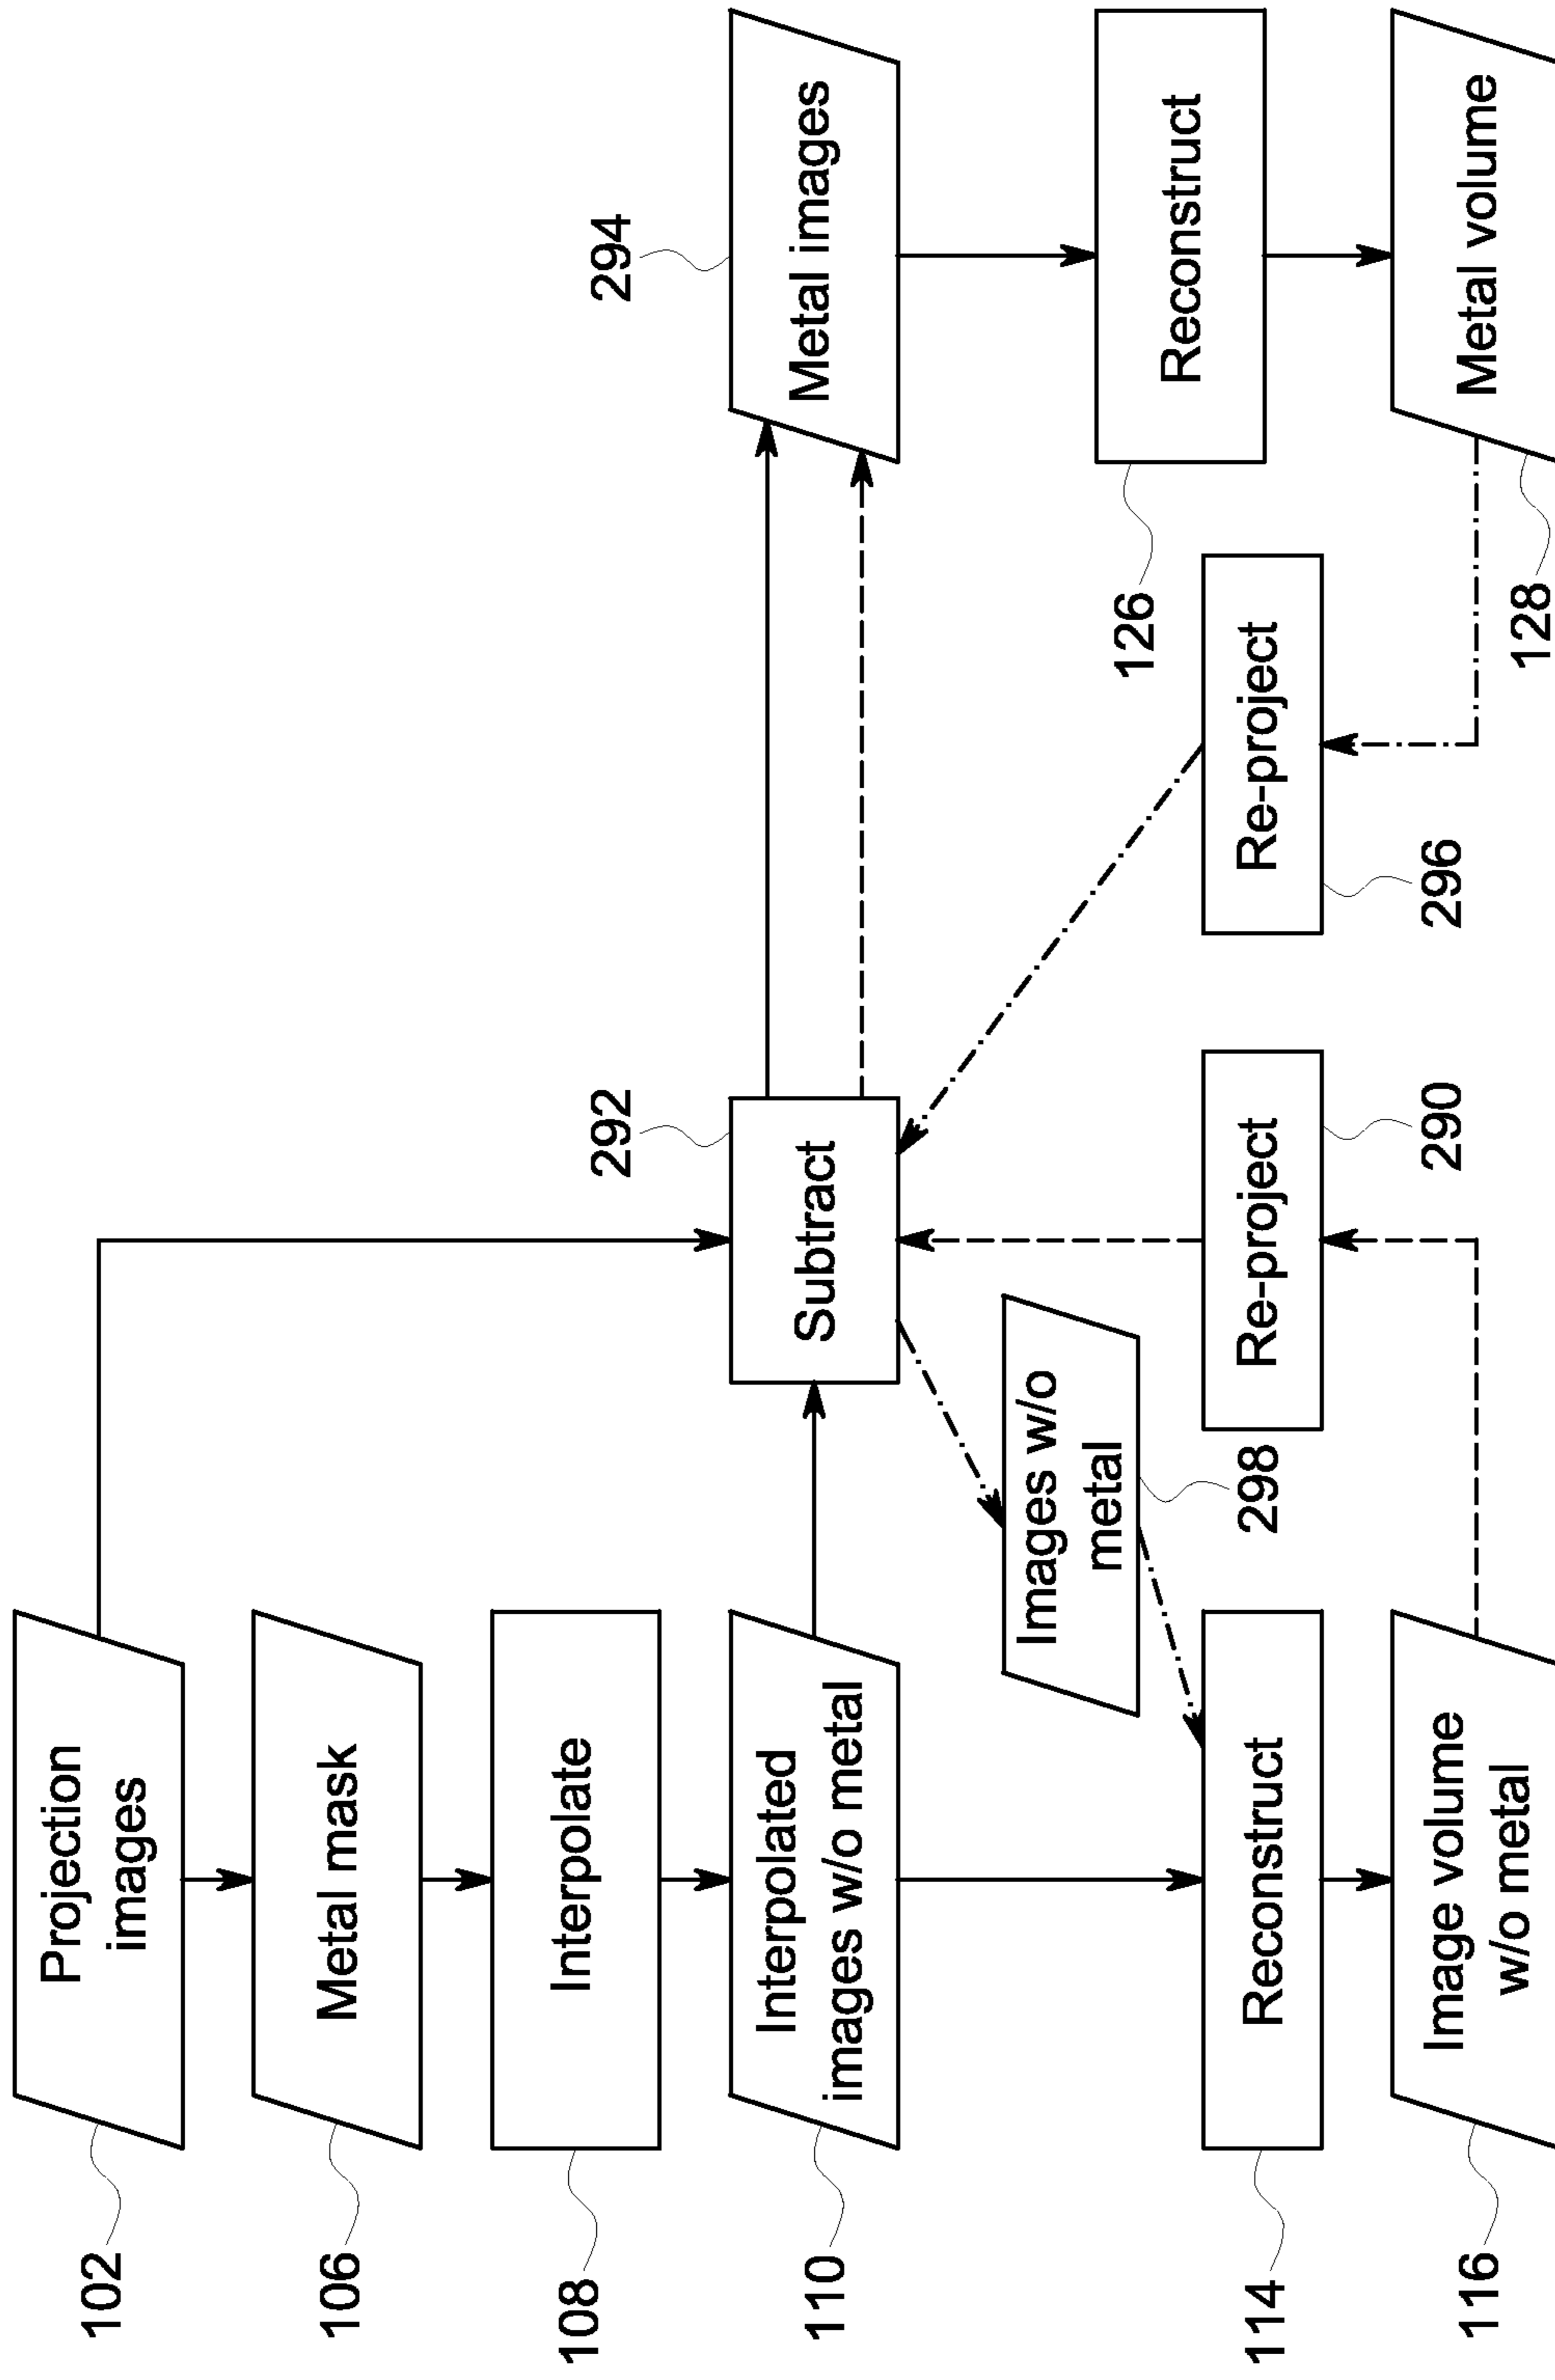 102
Projection
images
106
Metal mask
108
Interpolate
110
Interpolated
images w/o metal
292
Subtract
294
Metal images
298
Images w/o
metal
126
Reconstruct
114
Reconstruct
290
Re-project
296
Re-project
116
Image volume
w/o metal
128
Metal volume